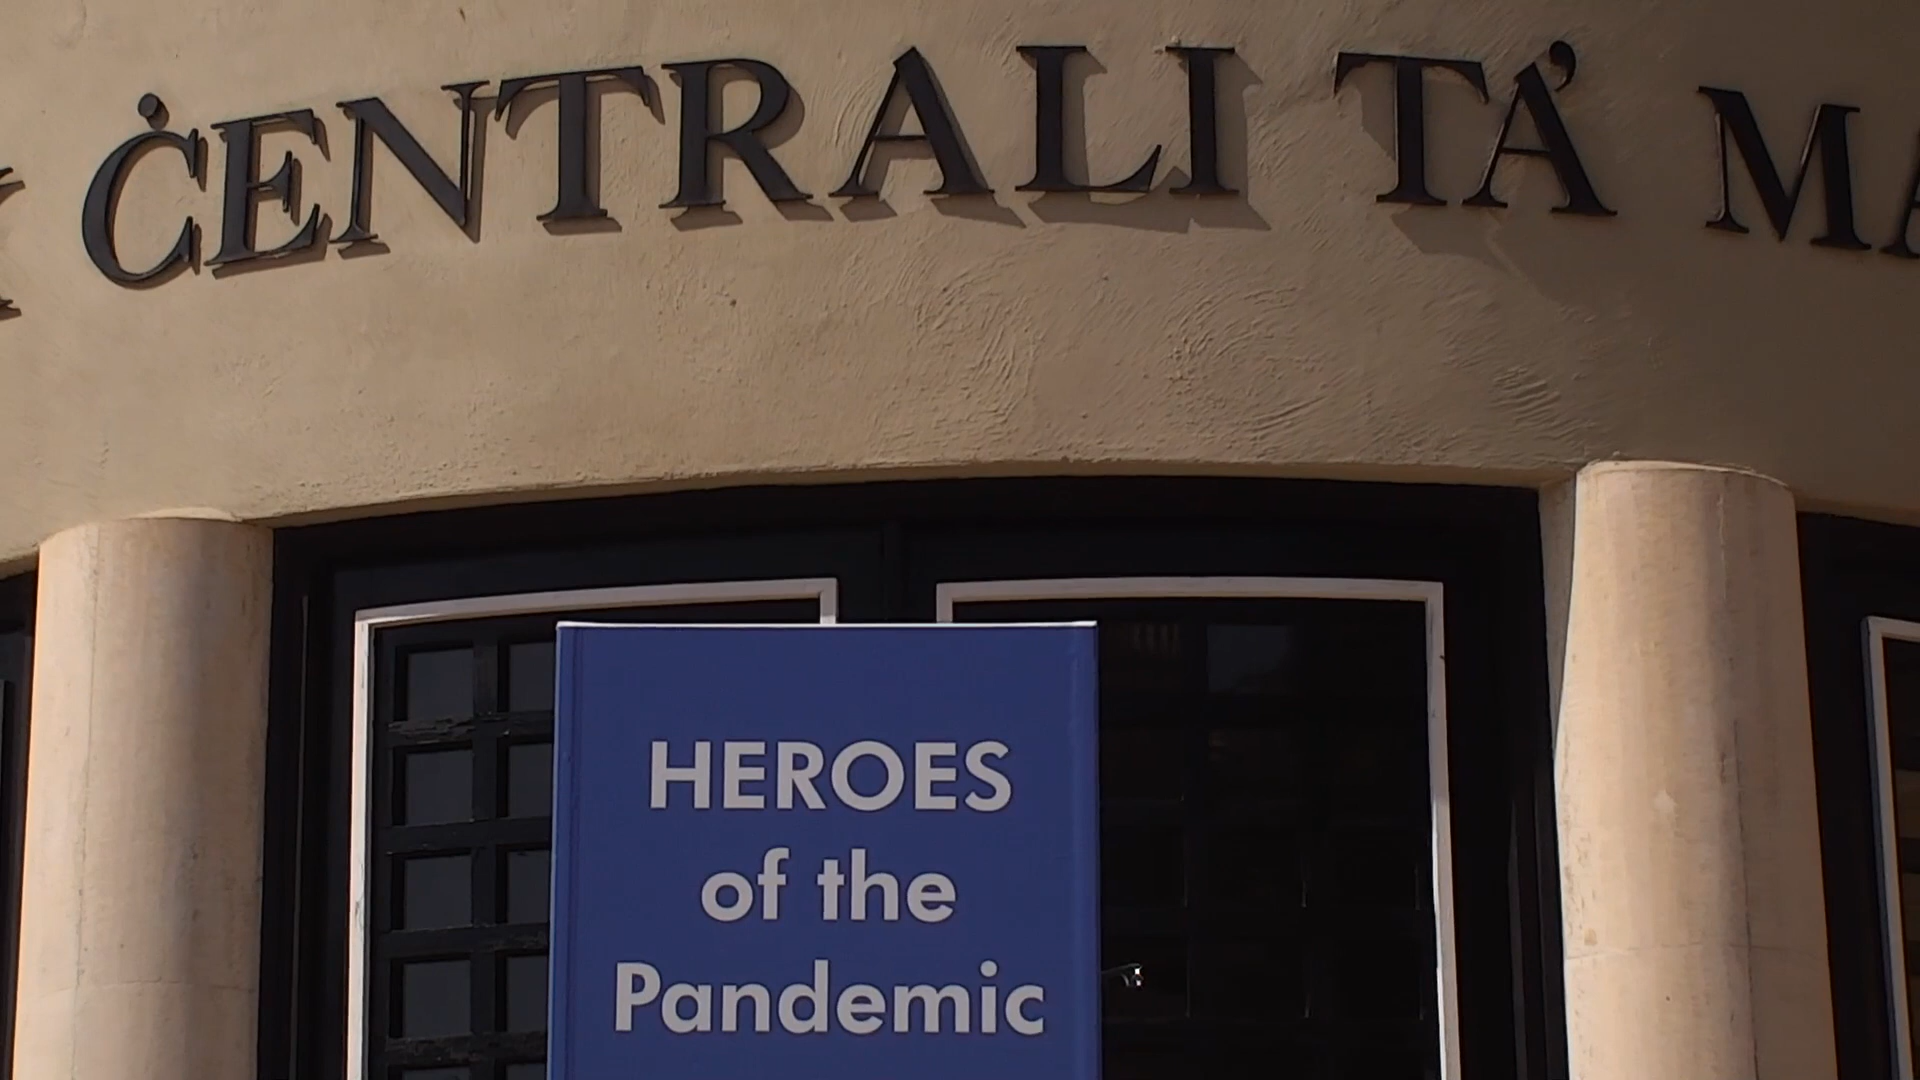 ĊENTRALI TA'
HEROES
of the
Pandemic